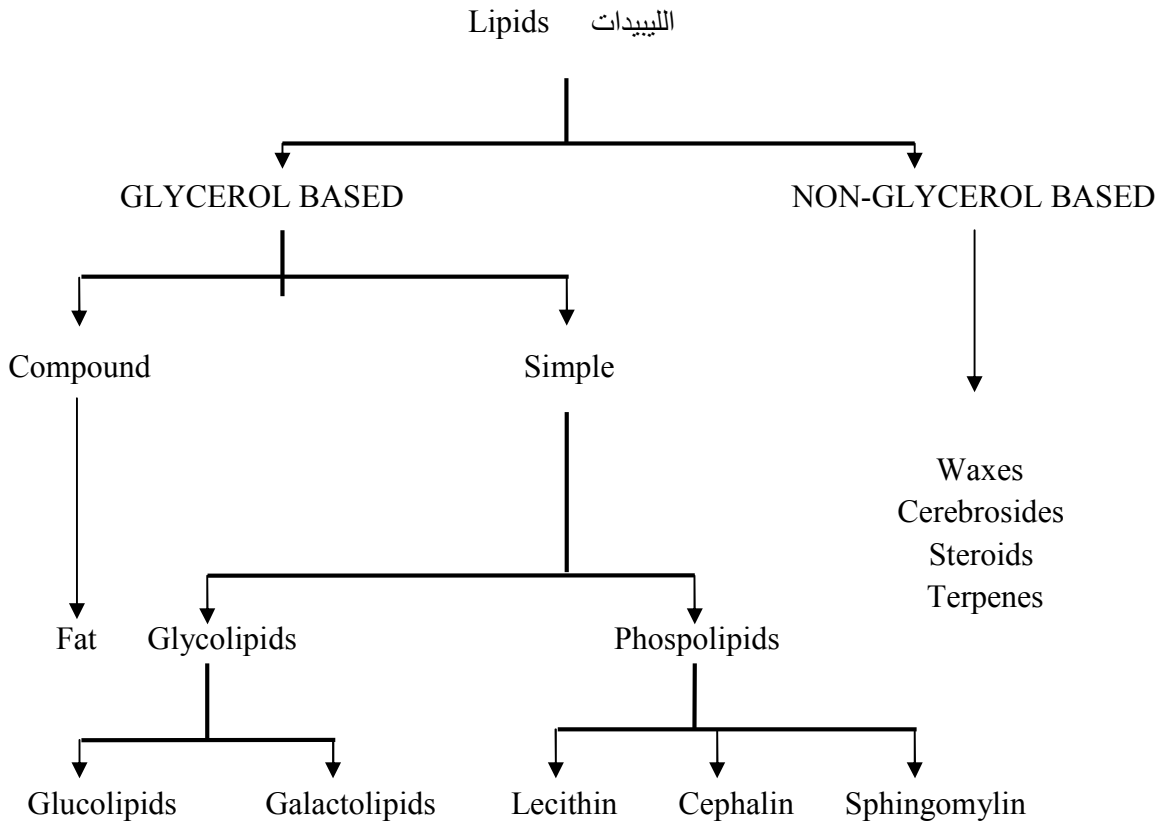 Lipids الليبيدات
GLYCEROL BASED NON-GLYCEROL BASED
Compound Simple
Waxes
Cerebrosides
Steroids
Terpenes
Fat Glycolipids Phospolipids
Glucolipids Galactolipids Lecithin Cephalin Sphingomylin